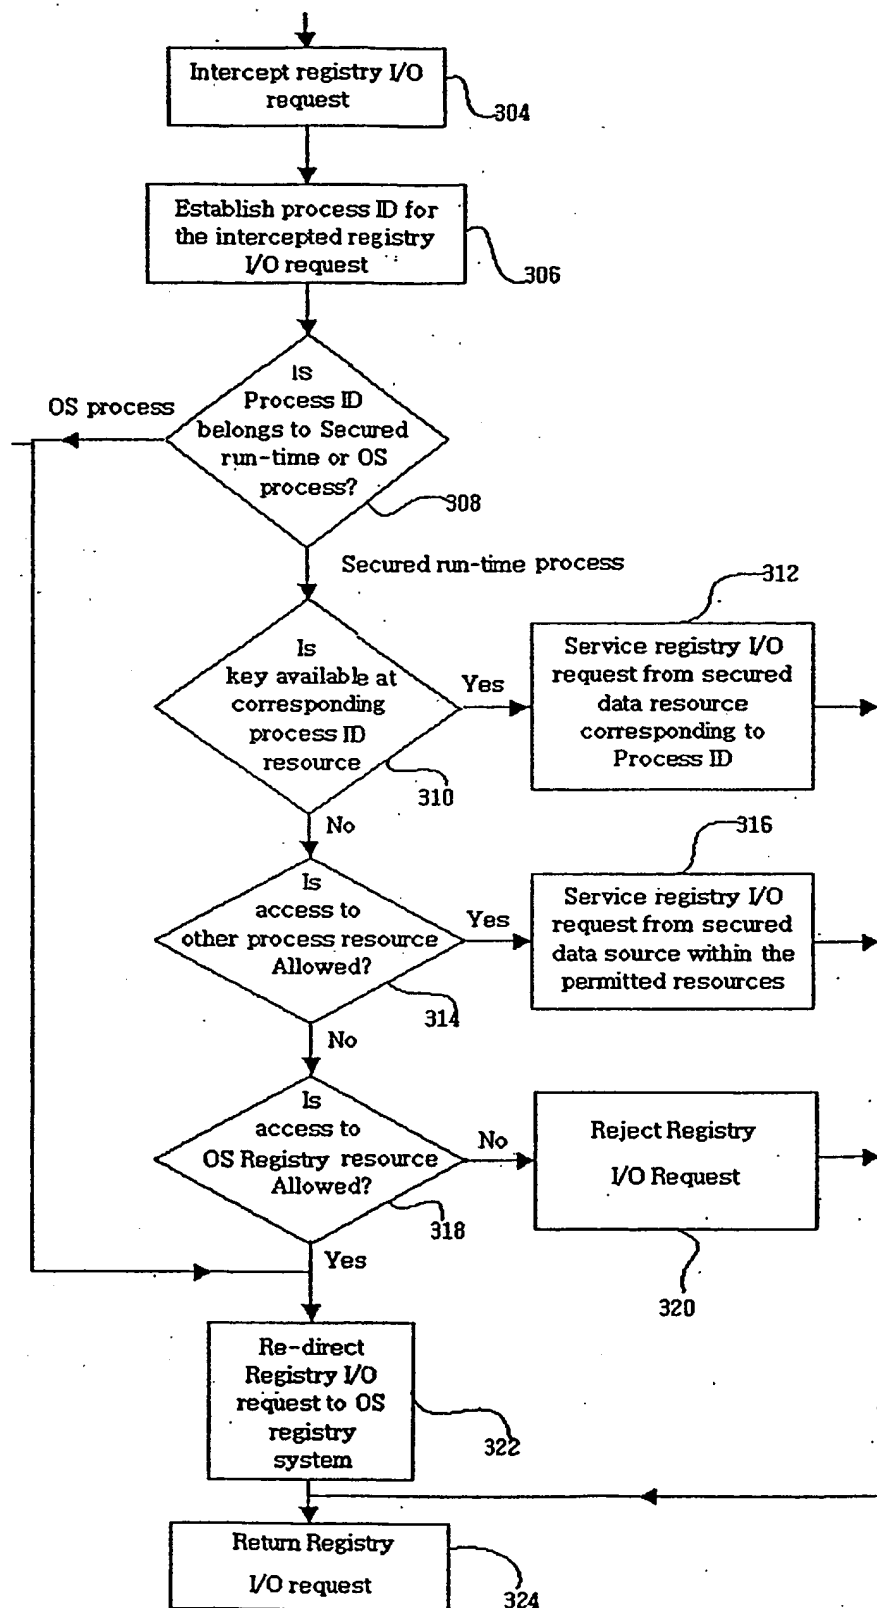 Intercept registry I/O
request
304
Establish process ID for
the intercepted registry
I/O request
306
Is
Process ID
belongs to Secured
run-time or OS
process?
OS process
308
Secured run-time process
312
Is
key available at
corresponding
process ID
resource
Yes
Service registry I/O
request from secured
data resource
corresponding to
Process ID
310
No
316
Is
access to
other process resource
Allowed?
Yes
Service registry I/O
request from secured
data source within the
permitted resources
314
No
Is
access to
OS Registry resource
Allowed?
No
Reject Registry
I/O Request
318
Yes
320
Re-direct
Registry I/O
request to OS
registry
system
322
Return Registry
I/O request
324